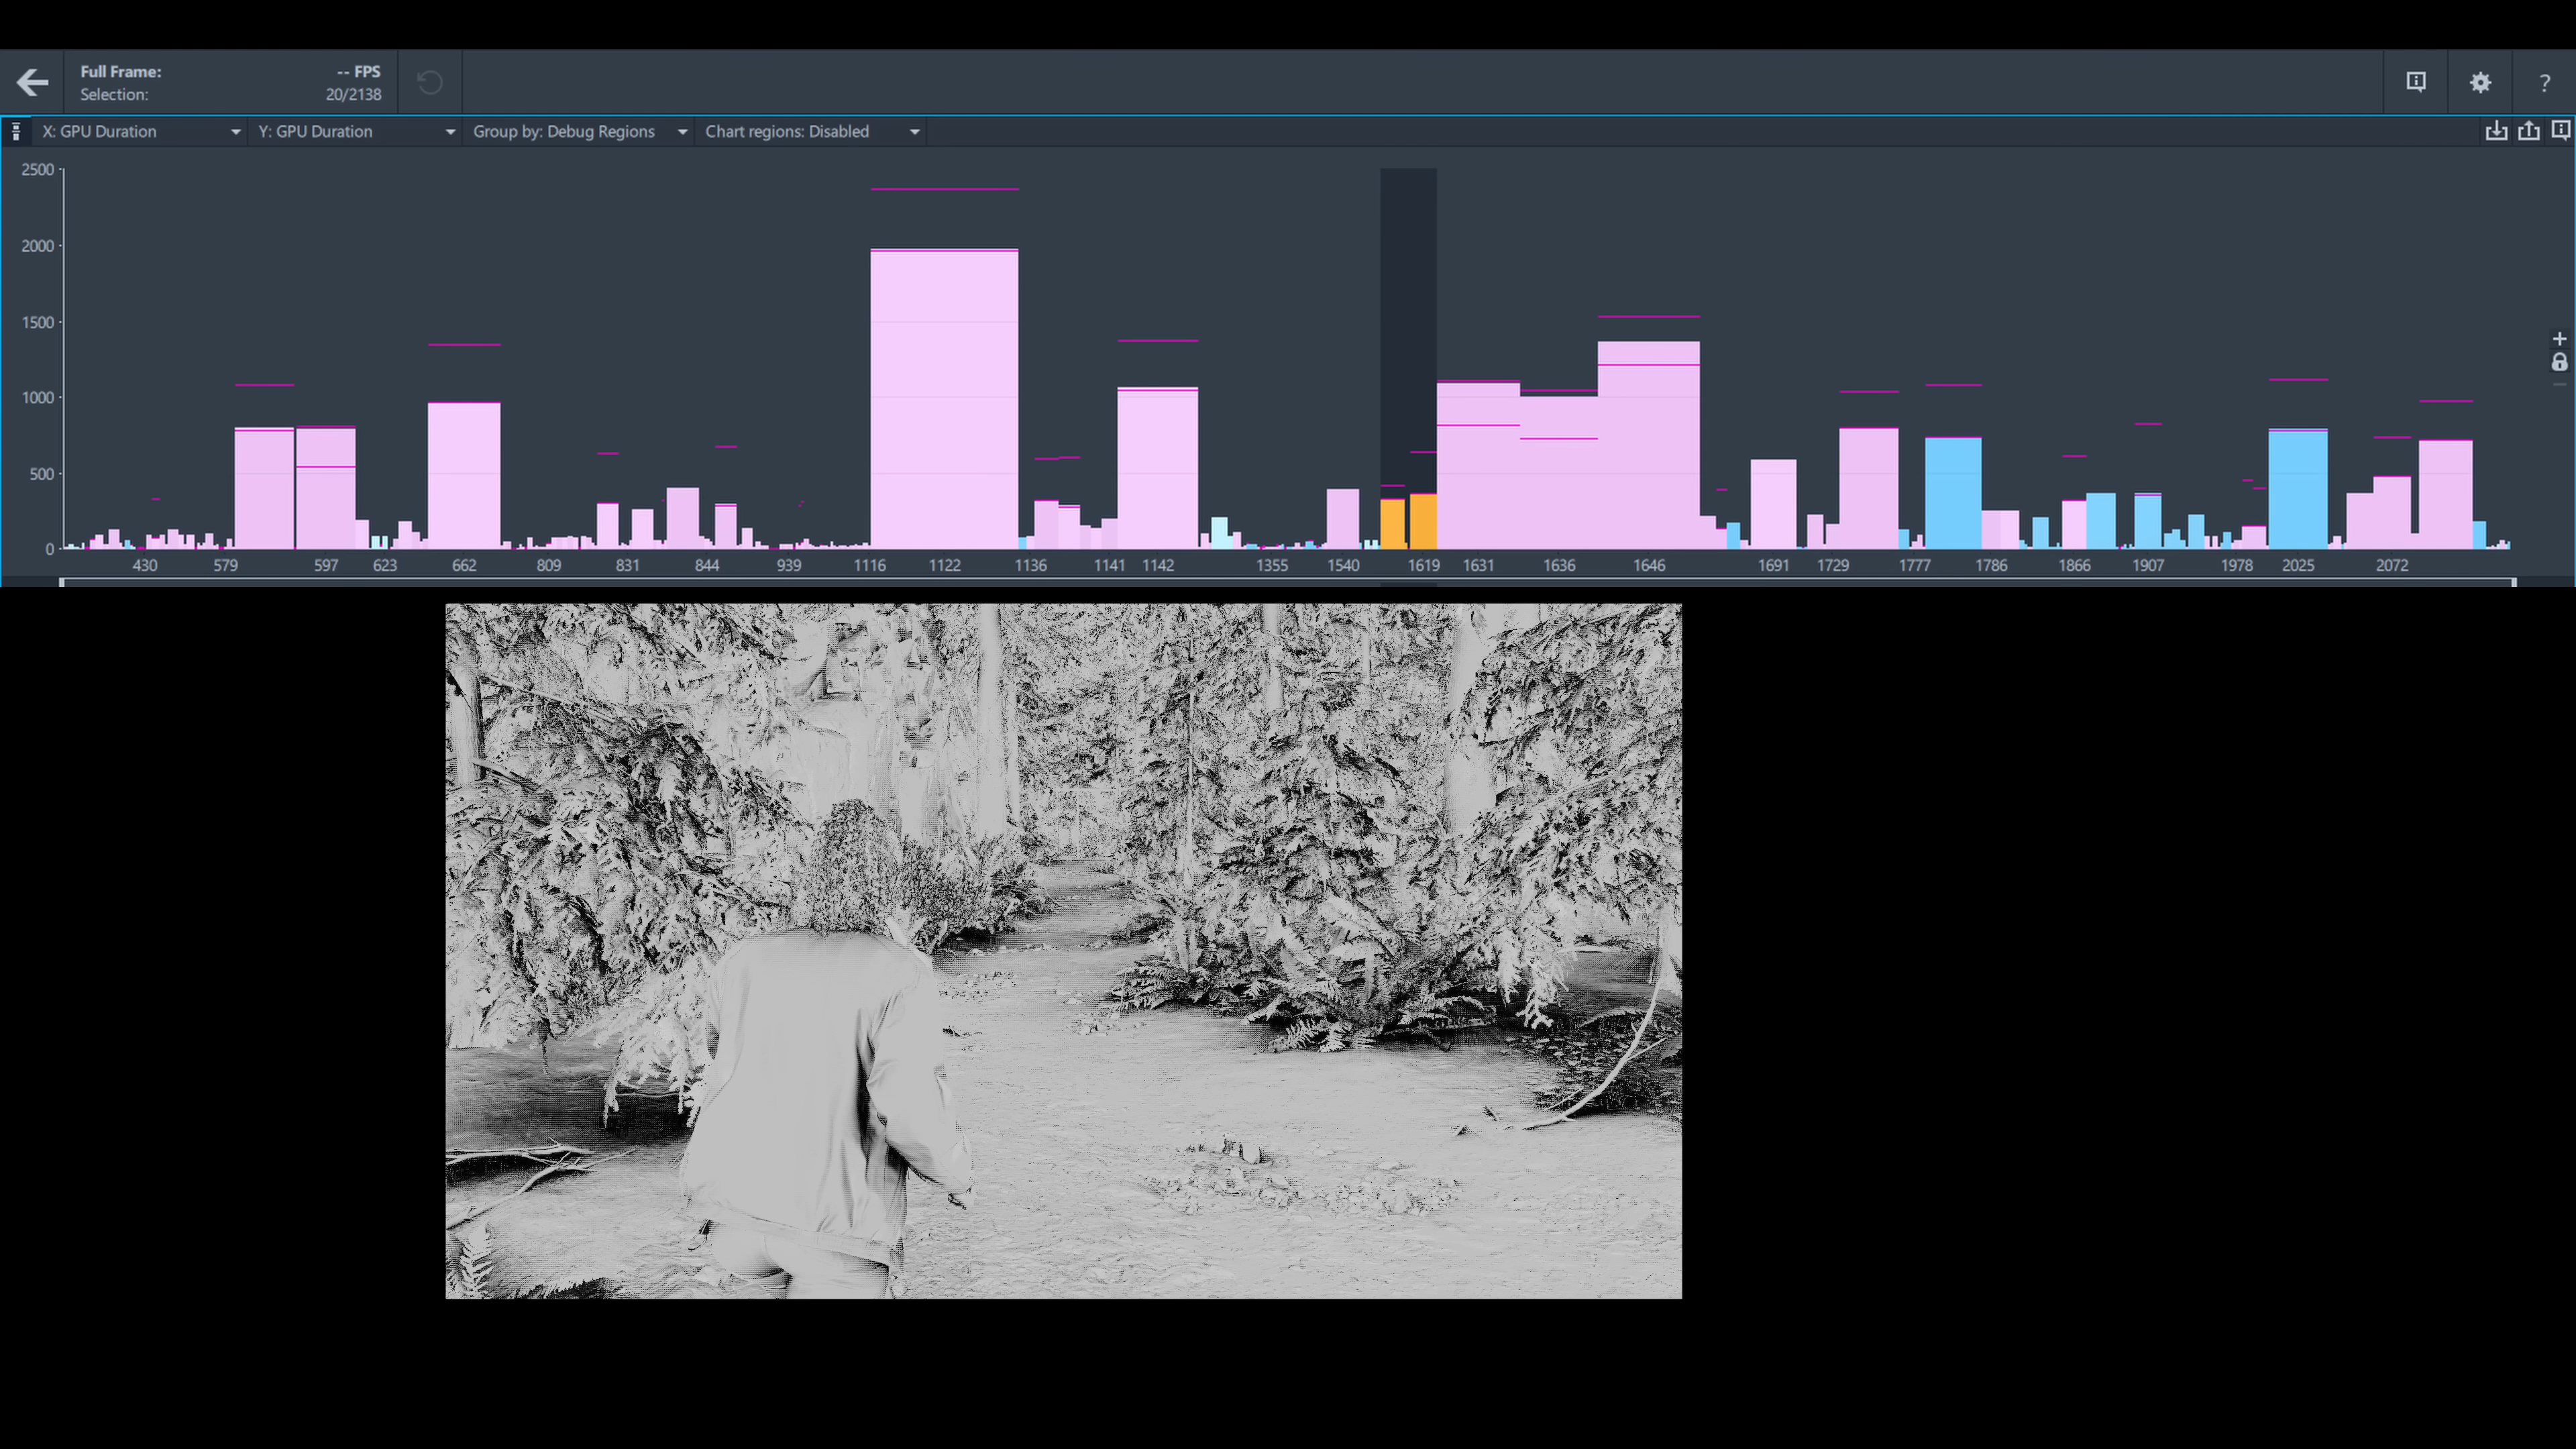 Full Frame: -- FPS
Selection: 20/2138
?
X: GPU Duration Y: GPU Duration Group by: Debug Regions Chart regions: Disabled
2500
2000
1500
1000
500
0
430 579 597 623 662 809 831 844 939 1116 1122 1136 1141 1142 1355 1540 1619 1631 1636 1646 1691 1729 1777 1786 1866 1907 1978 2025 2072